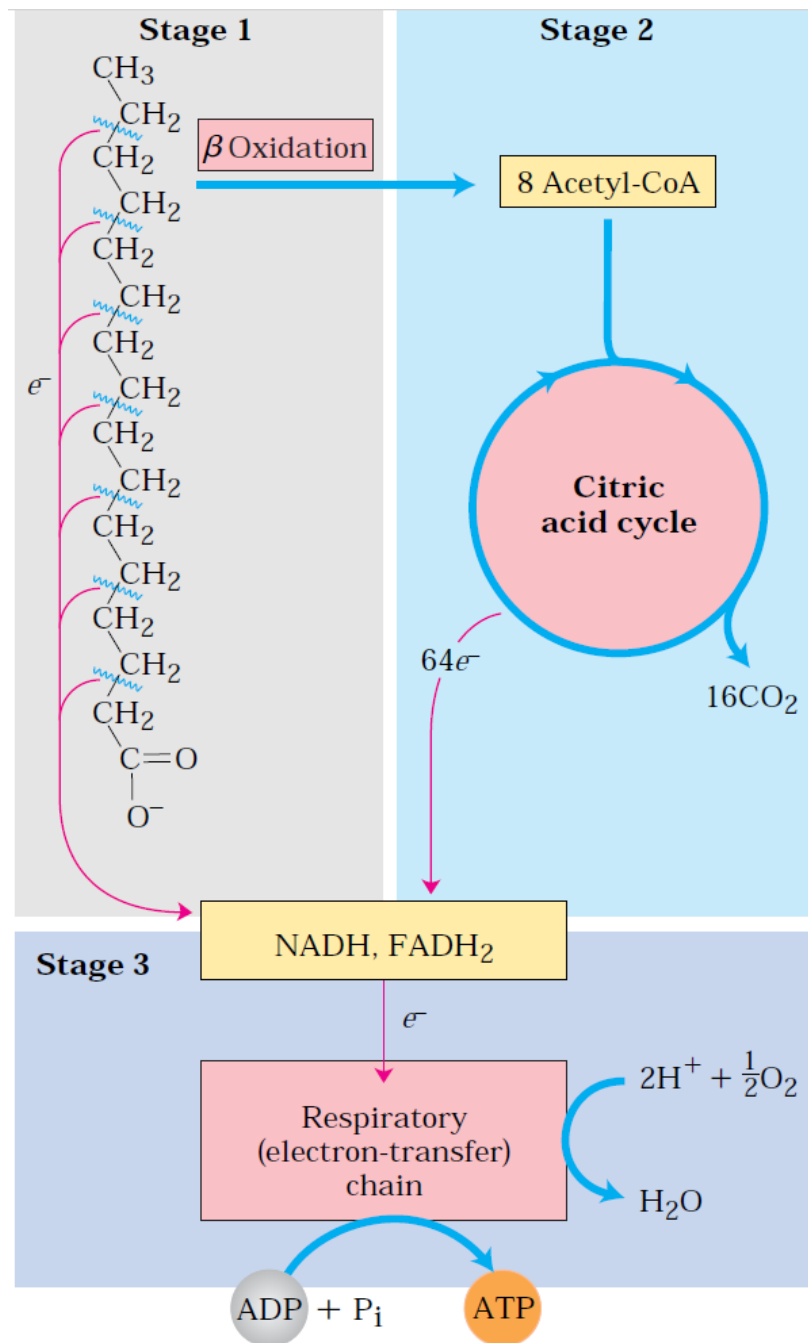 Stage 1
CH₃
CH₂
CH₂
CH₂
CH₂
CH₂
CH₂
CH₂
CH₂
CH₂
CH₂
CH₂
CH₂
CH₂
CH₂
C=O
O⁻
e⁻
β Oxidation
Stage 2
8 Acetyl-CoA
Citric
acid cycle
64e⁻
16CO₂
Stage 3
NADH, FADH₂
e⁻
Respiratory
(electron-transfer)
chain
2H⁺ + ½O₂
H₂O
ADP + Pᵢ
ATP